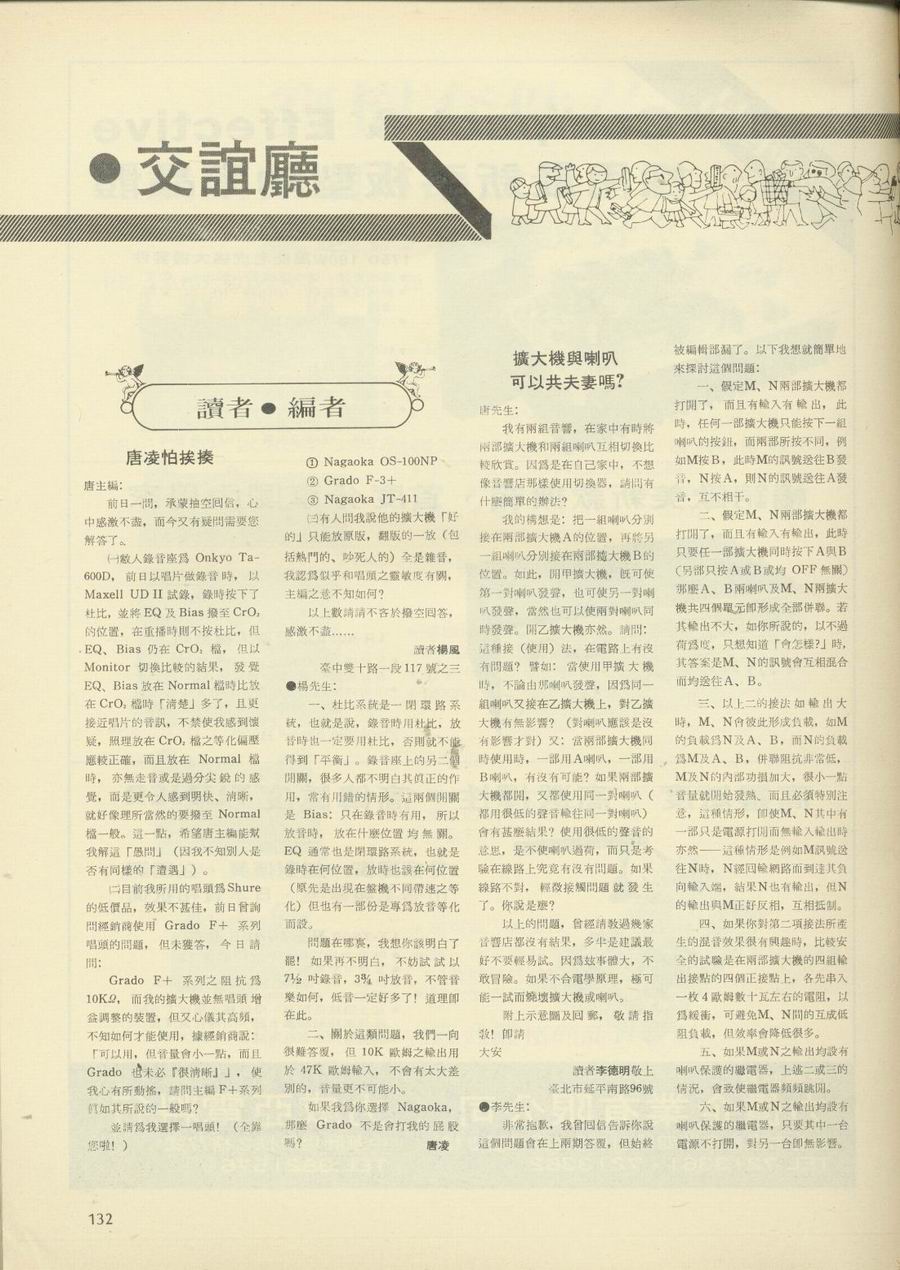 ●交誼廳
讀者●編者
唐凌怕挨揍
唐主編：
前日一問，承蒙抽空回信，心
中感激不盡，而今又有疑問需要您
解答了。
㈠敝人錄音座爲 Onkyo Ta-
600D， 前日以唱片做錄音時， 以
Maxell UD II 試錄，錄時按下了
杜比，並將 EQ 及 Bias 撥至 CrO₂
的位置，在重播時則不按杜比，但
EQ、Bias 仍在 CrO₂ 檔， 但以
Monitor 切換比較的結果， 發覺
EQ、Bias 放在 Normal 檔時比放
在 CrO₂ 檔時「清楚」多了，且更
接近唱片的音訊，不禁使我感到懷
疑，照理放在 CrO₂ 檔之等化偏壓
應較正確，而且放在 Normal 檔
時， 亦無走音或是過分尖銳的感
覺，而是更令人感到明快、清晰，
就好像理所當然的要撥至 Normal
檔一般。這一點，希望唐主編能幫
我解這「愚問」（因我不知別人是
否有同樣的「遭遇」）。
㈡目前我所用的唱頭爲 Shure
的低價品，效果不甚佳，前日曾詢
問經銷商使用 Grado F＋ 系列
唱頭的問題，但未獲答，今日請
問：
Grado F＋ 系列之阻抗爲
10KΩ， 而我的擴大機並無唱頭增
益調整的裝置，但又心儀其高頻，
不知如何才能使用，據經銷商說：
「可以用，但音量會小一點，而且
Grado 也未必『很清晰』」，使
我心有所動搖，請問主編 F＋系列
眞如其所說的一般嗎？
並請爲我選擇一唱頭！（全靠
您啦！）
① Nagaoka OS-100NP
② Grado F-3＋
③ Nagaoka JT-411
㈢有人問我說他的擴大機「好
的」只能放原版，翻版的一放（包
括熱門的、吵死人的）全是雜音，
我認爲似乎和唱頭之靈敏度有關，
主編之意不知如何？
以上數請請不吝於撥空回答，
感激不盡……
讀者楊風
臺中雙十路一段 117 號之三
●楊先生：
一、杜比系統是一閉環路系
統，也就是說，錄音時用杜比，放
音時也一定要用杜比，否則就不能
得到「平衡」。錄音座上的另二個
開關，很多人都不明白其眞正的作
用，常有用錯的情形。這兩個開關
是 Bias：只在錄音時有用， 所以
放音時， 放在什麼位置均無關。
EQ 通常也是閉環路系統，也就是
錄時在何位置，放時也該在何位置
（原先是出現在盤機不同帶速之等
化）但也有一部份是專爲放音等化
而設。
問題在哪裏，我想你該明白了
罷！如果再不明白，不妨試試以
7½ 吋錄音，3¾ 吋放音，不管音
樂如何，低音一定好多了！道理即
在此。
二、關於這類問題，我們一向
很難答覆， 但 10K 歐姆之輸出用
於 47K 歐姆輸入，不會有太大差
別的，音量更不可能小。
如果我爲你選擇 Nagaoka，
那麼 Grado 不是會打我的屁股
嗎？ 唐凌
擴大機與喇叭
可以共夫妻嗎？
唐先生：
我有兩組音響，在家中有時將
兩部擴大機和兩組喇叭互相切換比
較欣賞。因爲是在自己家中，不想
像音響店那樣使用切換器，請問有
什麼簡單的辦法？
我的構想是：把一組喇叭分別
接在兩部擴大機A的位置，再將另
一組喇叭分別接在兩部擴大機B的
位置。如此，開甲擴大機，既可使
第一對喇叭發聲，也可使另一對喇
叭發聲，當然也可以使兩對喇叭同
時發聲。開乙擴大機亦然。請問：
這種接（使用）法，在電路上有沒
有問題？譬如：當使用甲擴大機
時，不論由那喇叭發聲，因爲同一
組喇叭又接在乙擴大機上，對乙擴
大機有無影響？（對喇叭應該是沒
有影響才對）又：當兩部擴大機同
時使用時，一部用A喇叭，一部用
B喇叭，有沒有可能？如果兩部擴
大機都開，又都使用同一對喇叭（
都用很低的聲音輸往同一對喇叭）
會有甚麼結果？使用很低的聲音的
意思，是不使喇叭過荷，而只是考
驗在線路上究竟有沒有問題。如果
線路不對， 輕微接觸問題就發生
了。你說是麼？
以上的問題，曾經請教過幾家
音響店都沒有結果，多半是建議最
好不要輕易試。因爲玆事體大，不
敢冒險。如果不合電學原理，極可
能一試而燒壞擴大機或喇叭。
附上示意圖及回郵， 敬請指
敎！即請
大安
讀者李德明敬上
臺北市延平南路96號
●李先生：
非常抱歉，我曾回信告訴你說
這個問題會在上兩期答覆，但始終
被編輯部漏了。以下我想就簡單地
來探討這個問題：
一、假定M、N兩部擴大機都
打開了， 而且有輸入有輸出， 此
時，任何一部擴大機只能按下一組
喇叭的按鈕，而兩部所按不同，例
如M按B，此時M的訊號送往B發
音，N按A，則N的訊號送往A發
音，互不相干。
二、假定M、N兩部擴大機都
打開了，而且有輸入有輸出，此時
只要任一部擴大機同時按下A與B
（另部只按A或B或均 OFF 無關）
那麼A、B兩喇叭及M、N兩擴大
機共四個單元即形成全部併聯。若
其輸出不大，如你所說的，以不過
荷爲度，只想知道「會怎樣?」時，
其答案是M、N的訊號會互相混合
而均送往A、B。
三、以上二的接法如輸出大
時，M、N會彼此形成負載，如M
的負載爲N及A、B，而N的負載
爲M及A、B，併聯阻抗非常低，
M及N的內部功損加大，很小一點
音量就開始發熱、而且必須特別注
意，這種情形，即使M、N其中有
一部只是電源打開而無輸入輸出時
亦然——這種情形是例如M訊號送
往N時，N經回輸網路而到達其負
向輸入端，結果N也有輸出，但N
的輸出與M正好反相，互相抵制。
四、如果你對第二項接法所產
生的混音效果很有興趣時，比較安
全的試驗是在兩部擴大機的四組輸
出接點的四個正接點上，各先串入
一枚 4 歐姆數十瓦左右的電阻，以
爲緩衝，可避免M、N間的互成低
阻負載，但效率會降低很多。
五、如果M或N之輸出均設有
喇叭保護的繼電器，上述二或三的
情況，會致使繼電器頻頻跳開。
六、如果M或N之輸出均設有
喇叭保護的繼電器，只要其中一台
電源不打開，對另一台即無影響。
132